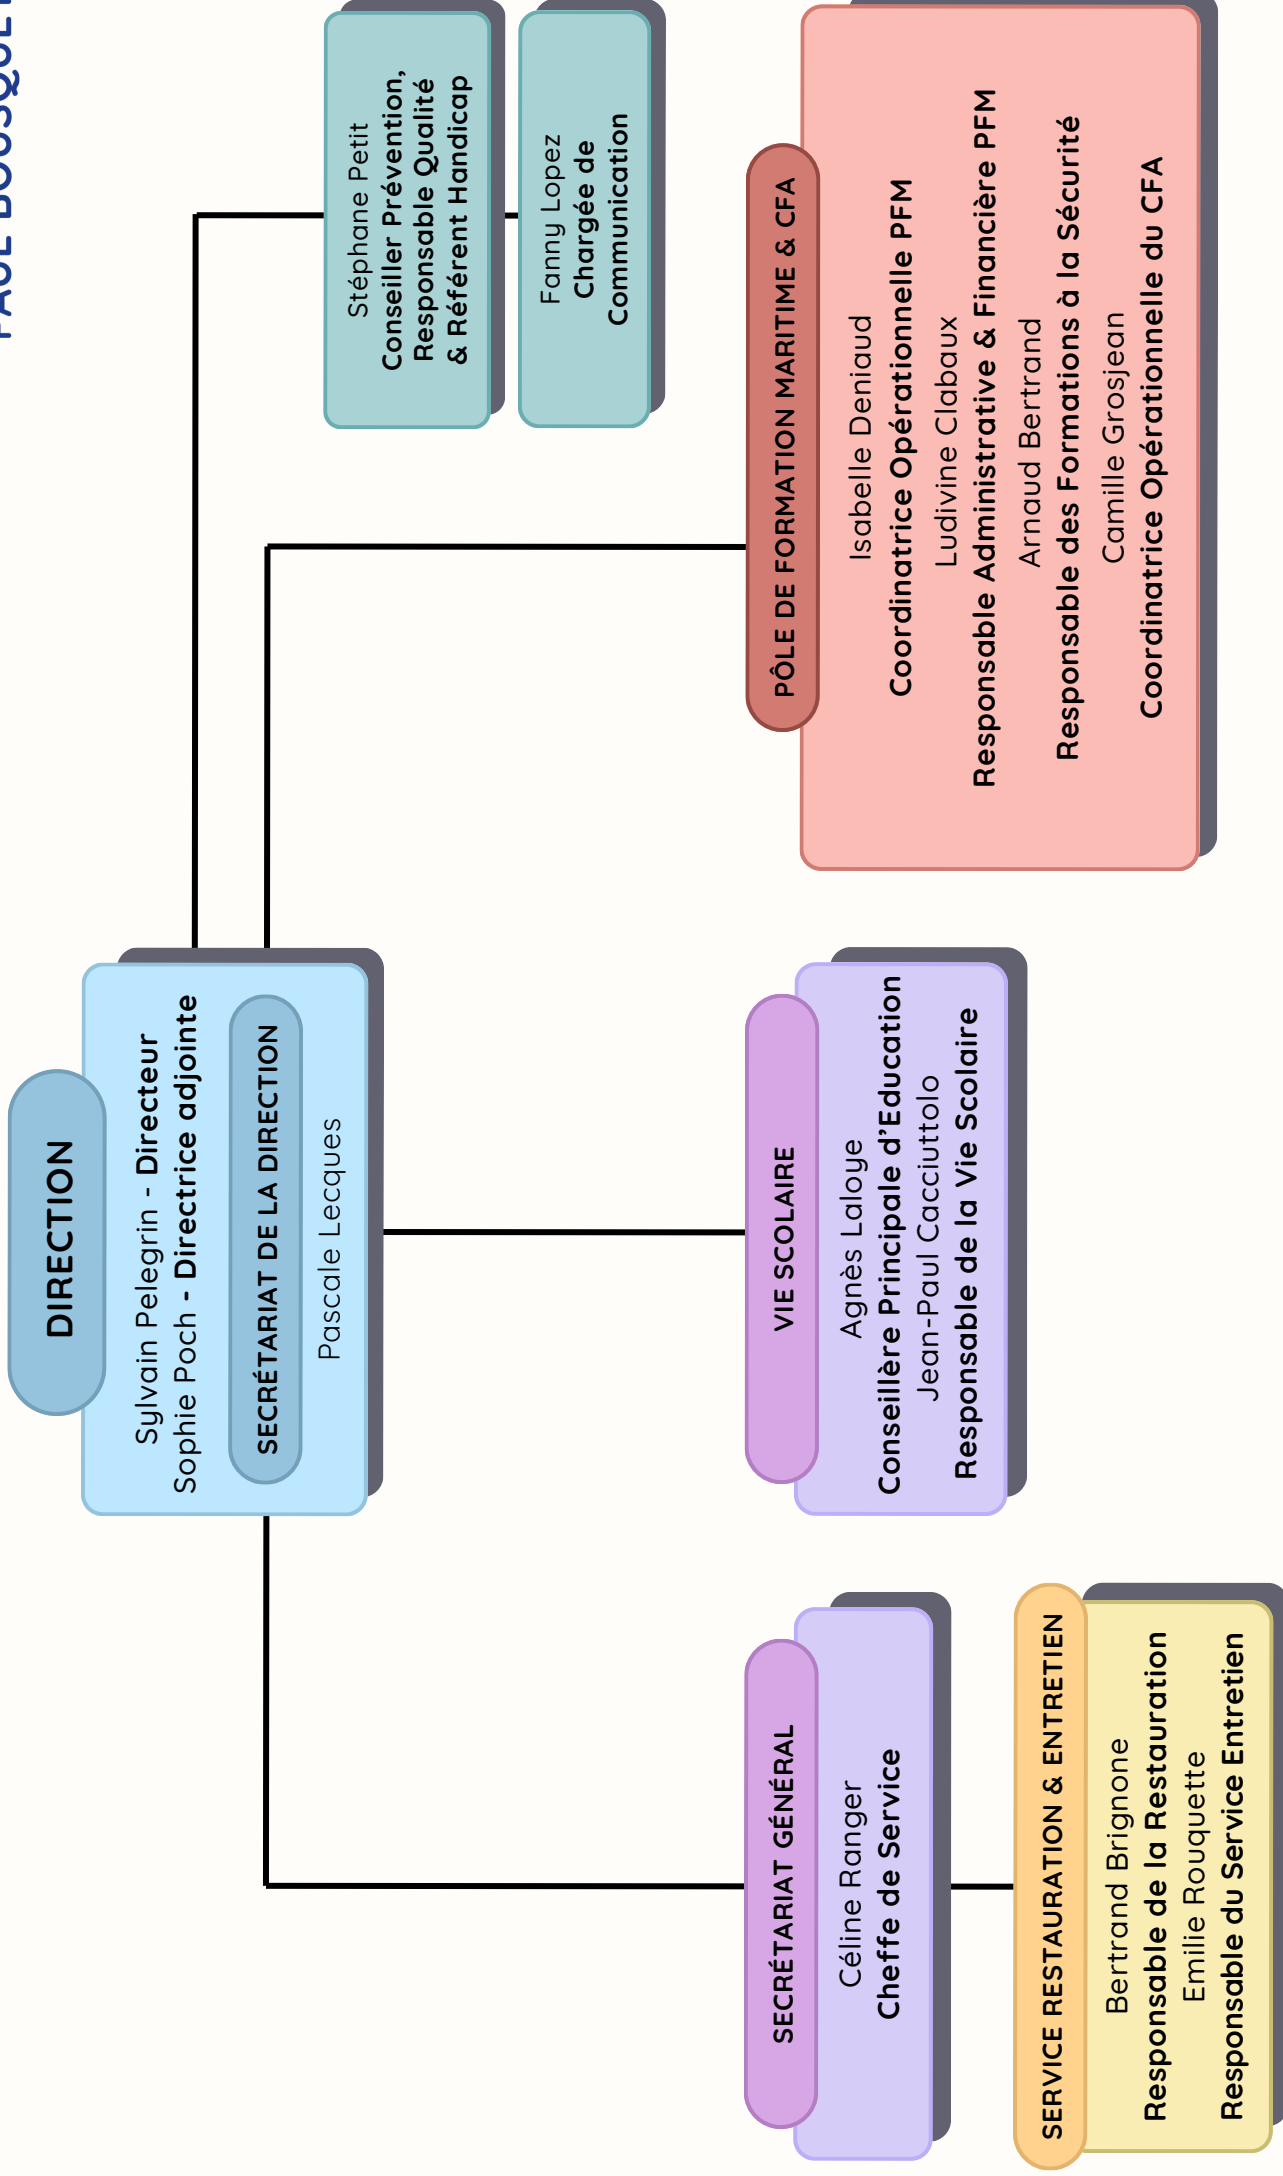 PAUL BOUSQUET
DIRECTION
Sylvain Pelegrin - Directeur
Sophie Poch - Directrice adjointe
SECRÉTARIAT DE LA DIRECTION
Pascale Lecques
Stéphane Petit
Conseiller Prévention,
Responsable Qualité
& Référent Handicap
Fanny Lopez
Chargée de
Communication
SECRÉTARIAT GÉNÉRAL
Céline Ranger
Cheffe de Service
SERVICE RESTAURATION & ENTRETIEN
Bertrand Brignone
Responsable de la Restauration
Emilie Rouquette
Responsable du Service Entretien
VIE SCOLAIRE
Agnès Laloye
Conseillère Principale d'Education
Jean-Paul Cacciuttolo
Responsable de la Vie Scolaire
PÔLE DE FORMATION MARITIME & CFA
Isabelle Deniaud
Coordinatrice Opérationnelle PFM
Ludivine Clabaux
Responsable Administrative & Financière PFM
Arnaud Bertrand
Responsable des Formations à la Sécurité
Camille Grosjean
Coordinatrice Opérationnelle du CFA